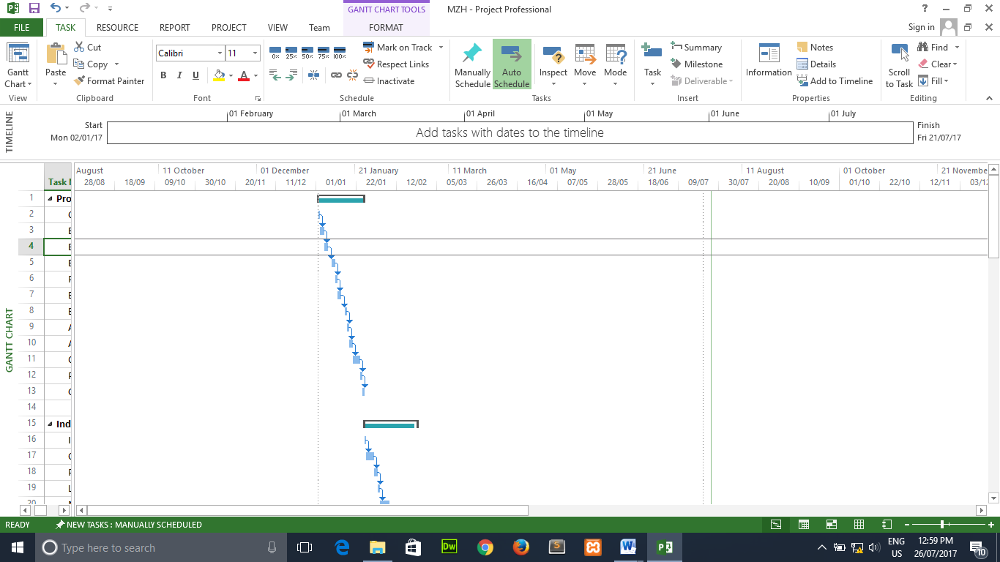 GANTT CHART TOOLS
MZH - Project Professional
FILE TASK RESOURCE REPORT PROJECT VIEW Team FORMAT
Sign in
Gantt Chart
View
Paste
Cut
Copy
Format Painter
Clipboard
Calibri 11
B I U A
Font
0% 25% 50% 75% 100%
Mark on Track
Respect Links
Inactivate
Schedule
Manually Schedule
Auto Schedule
Inspect
Move
Mode
Tasks
Task
Summary
Milestone
Deliverable
Insert
Information
Notes
Details
Add to Timeline
Properties
Scroll to Task
Find
Clear
Fill
Editing
TIMELINE
01 February 01 March 01 April 01 May 01 June 01 July
Start
Mon 02/01/17
Add tasks with dates to the timeline
Finish
Fri 21/07/17
GANTT CHART
August 11 October 01 December 21 January 11 March 01 May 21 June 11 August 01 October 21 November
Task
28/08 18/09 09/10 30/10 20/11 11/12 01/01 22/01 12/02 05/03 26/03 16/04 07/05 28/05 18/06 09/07 30/07 20/08 10/09 01/10 22/10 12/11 03/12
1 Pro
2
3
4
5
6
7
8
9
10
11
12
13
14
15 Ind
16
17
18
19
20
READY
NEW TASKS : MANUALLY SCHEDULED
Type here to search
Dw
ENG
US
12:59 PM
26/07/2017
10